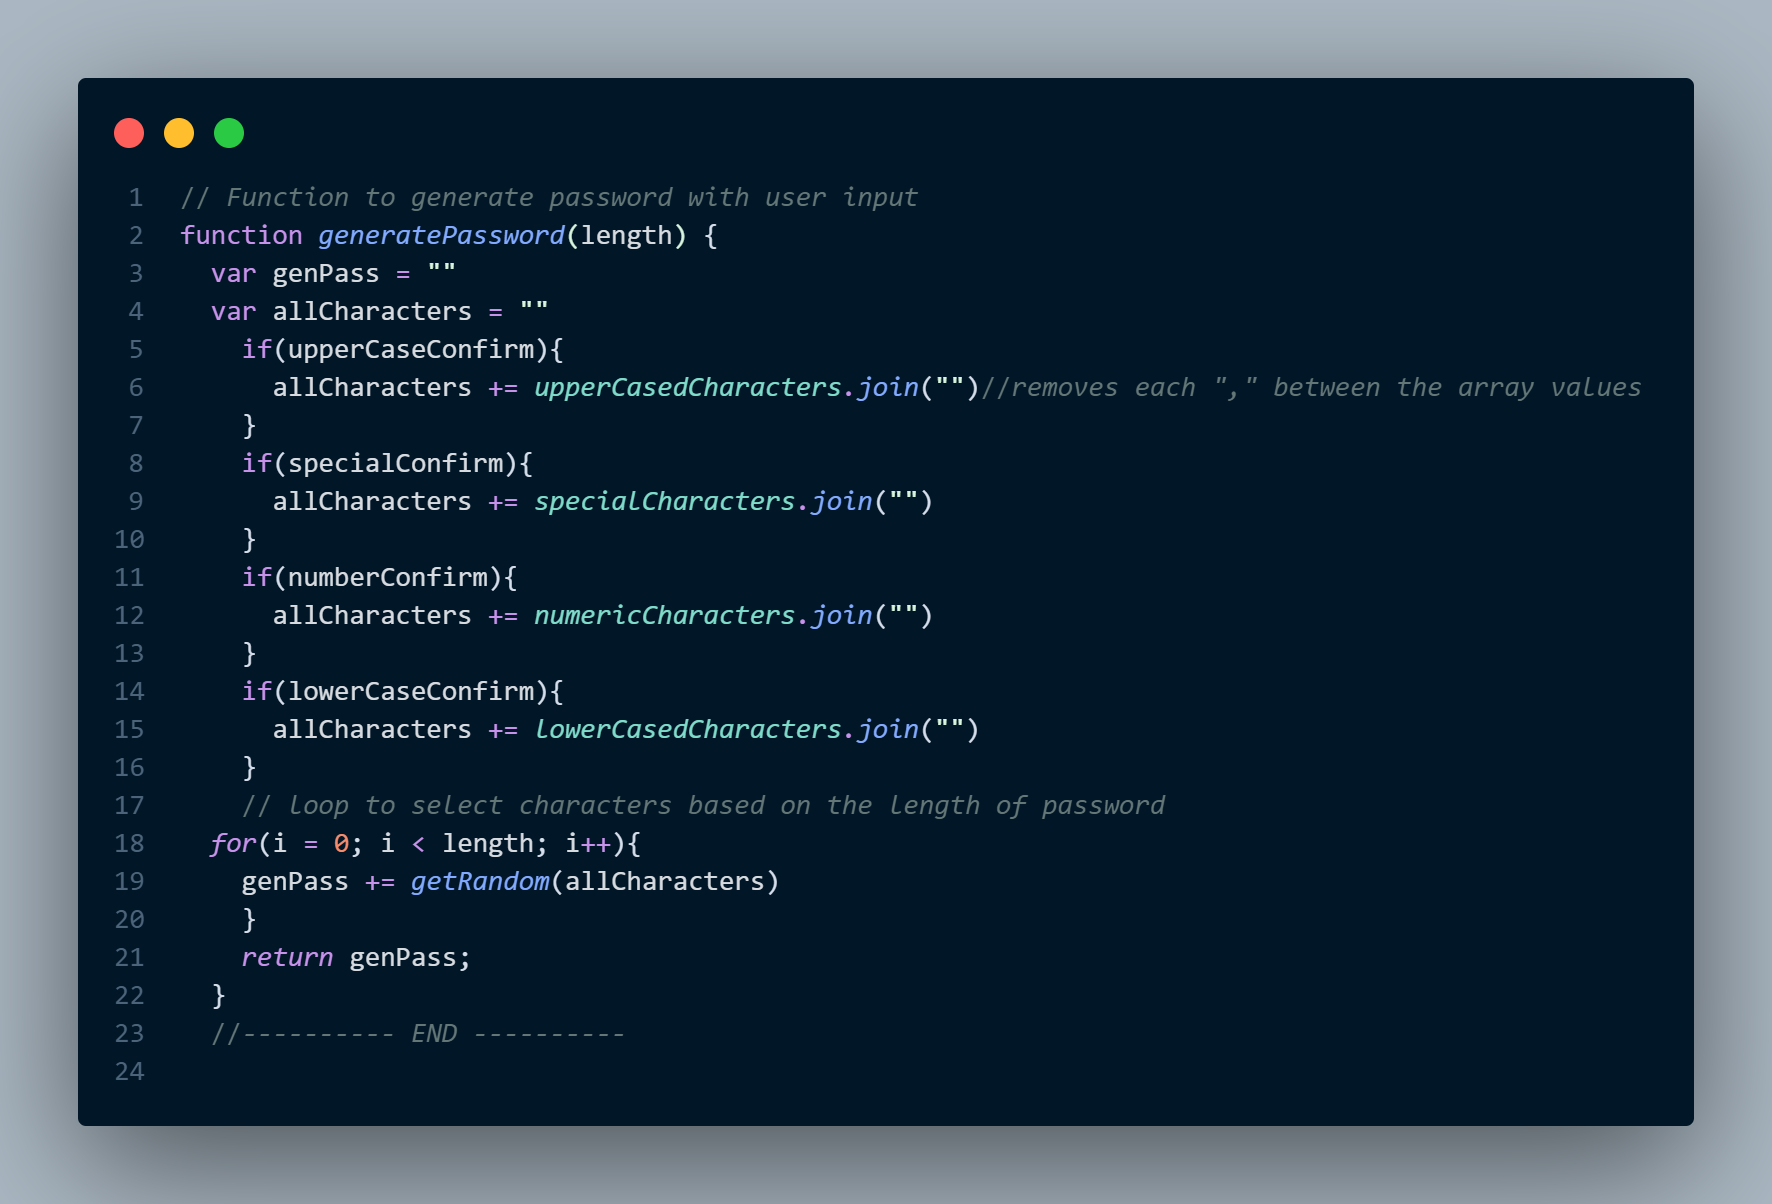 1 // Function to generate password with user input
2 function generatePassword(length) {
3   var genPass = ""
4   var allCharacters = ""
5     if(upperCaseConfirm){
6       allCharacters += upperCasedCharacters.join("")//removes each "," between the array values
7     }
8     if(specialConfirm){
9       allCharacters += specialCharacters.join("")
10     }
11     if(numberConfirm){
12       allCharacters += numericCharacters.join("")
13     }
14     if(lowerCaseConfirm){
15       allCharacters += lowerCasedCharacters.join("")
16     }
17     // loop to select characters based on the length of password
18   for(i = 0; i < length; i++){
19     genPass += getRandom(allCharacters)
20     }
21     return genPass;
22   }
23   //---------- END ----------
24